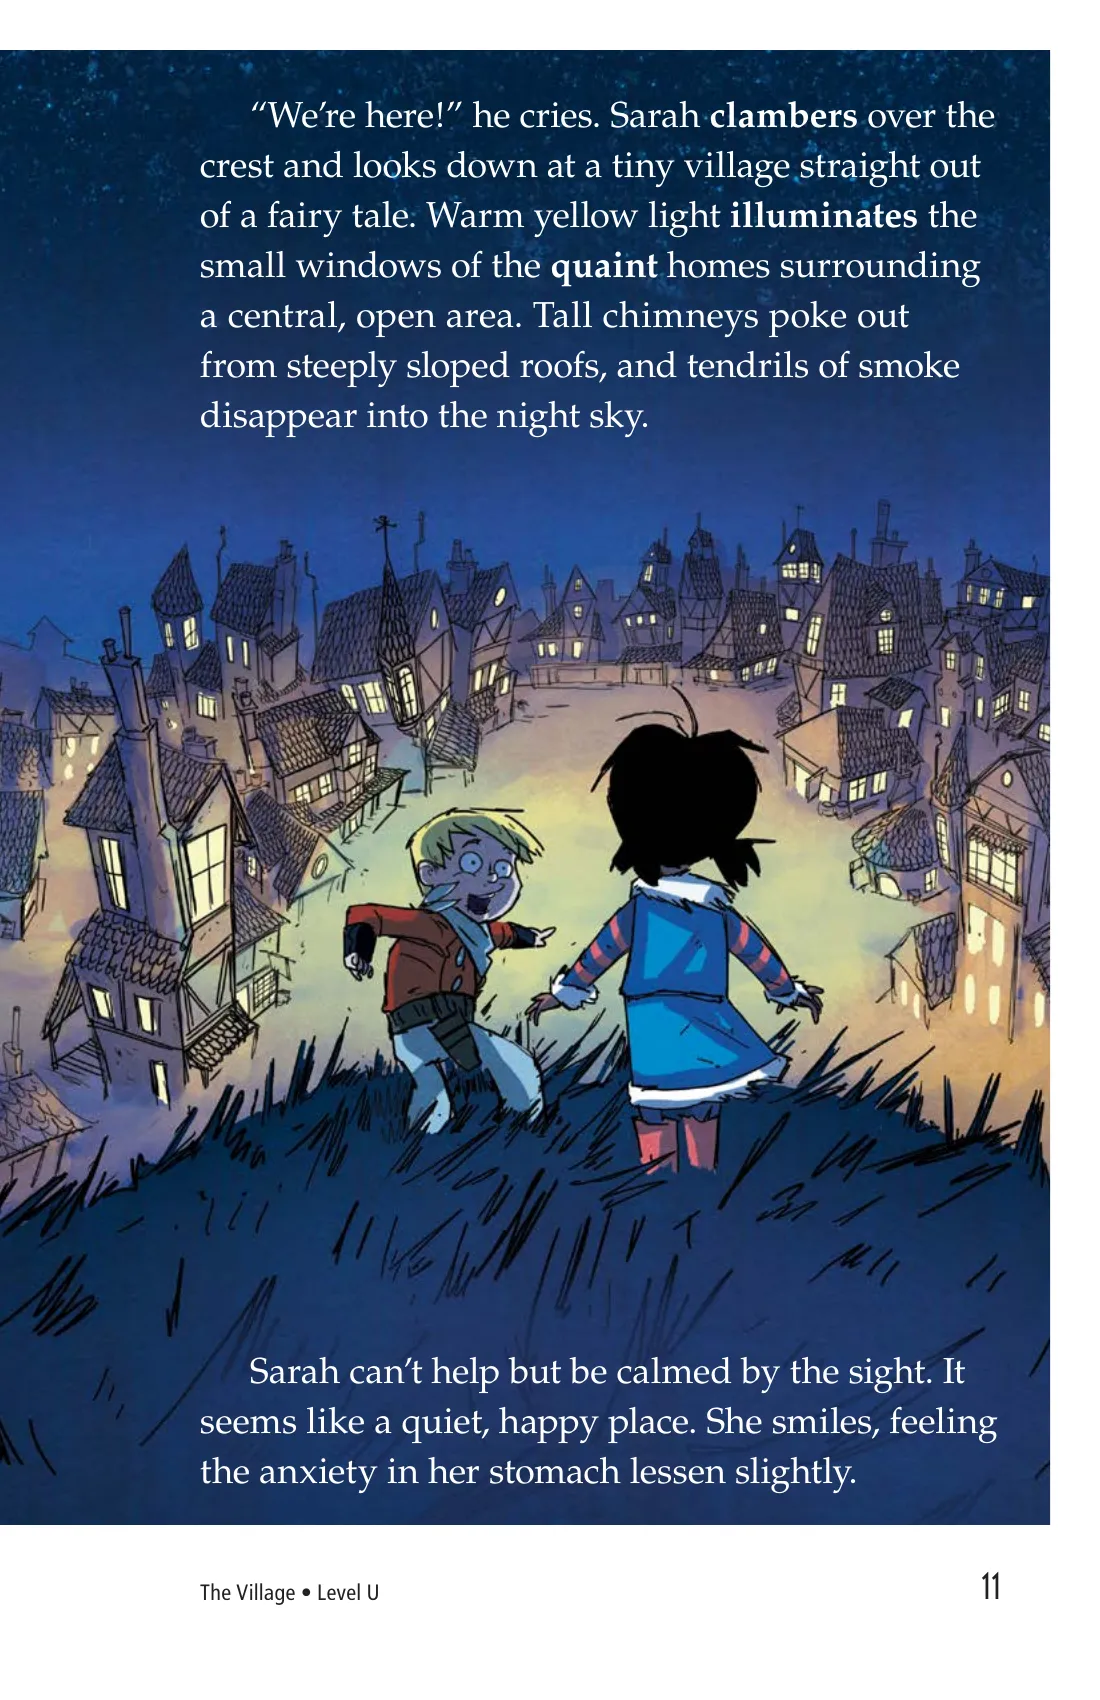 “We’re here!” he cries. Sarah clambers over the
crest and looks down at a tiny village straight out
of a fairy tale. Warm yellow light illuminates the
small windows of the quaint homes surrounding
a central, open area. Tall chimneys poke out
from steeply sloped roofs, and tendrils of smoke
disappear into the night sky.
Sarah can’t help but be calmed by the sight. It
seems like a quiet, happy place. She smiles, feeling
the anxiety in her stomach lessen slightly.
The Village • Level U
11